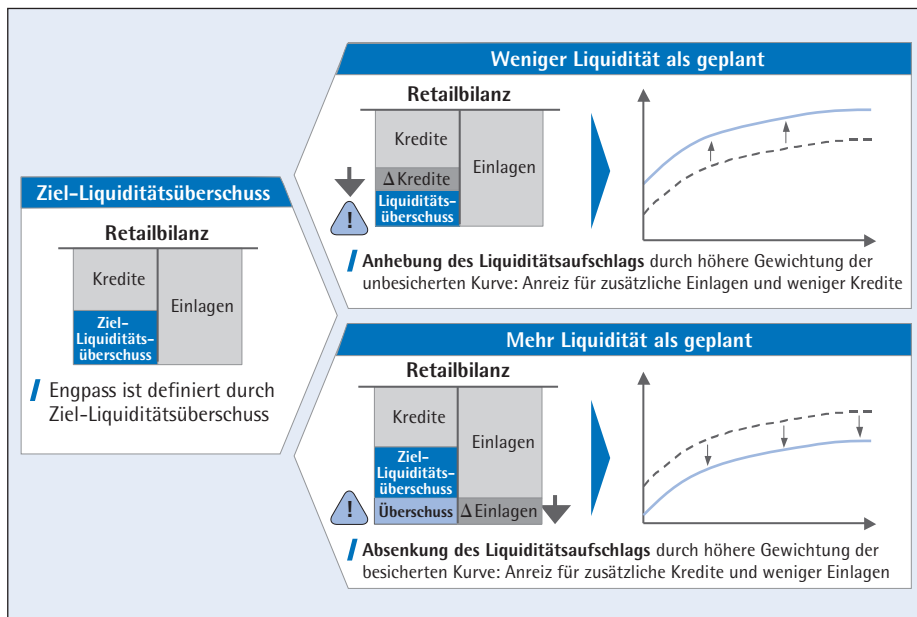 Ziel-Liquiditätsüberschuss
Retailbilanz
Kredite
Einlagen
Ziel-
Liquiditäts-
überschuss
Engpass ist definiert durch
Ziel-Liquiditätsüberschuss
Weniger Liquidität als geplant
Retailbilanz
Kredite
Einlagen
Δ Kredite
Liquiditäts-
überschuss
!
Anhebung des Liquiditätsaufschlags durch höhere Gewichtung der
unbesicherten Kurve: Anreiz für zusätzliche Einlagen und weniger Kredite
Mehr Liquidität als geplant
Retailbilanz
Kredite
Einlagen
Ziel-
Liquiditäts-
überschuss
!
Überschuss
Δ Einlagen
Absenkung des Liquiditätsaufschlags durch höhere Gewichtung der
besicherten Kurve: Anreiz für zusätzliche Kredite und weniger Einlagen